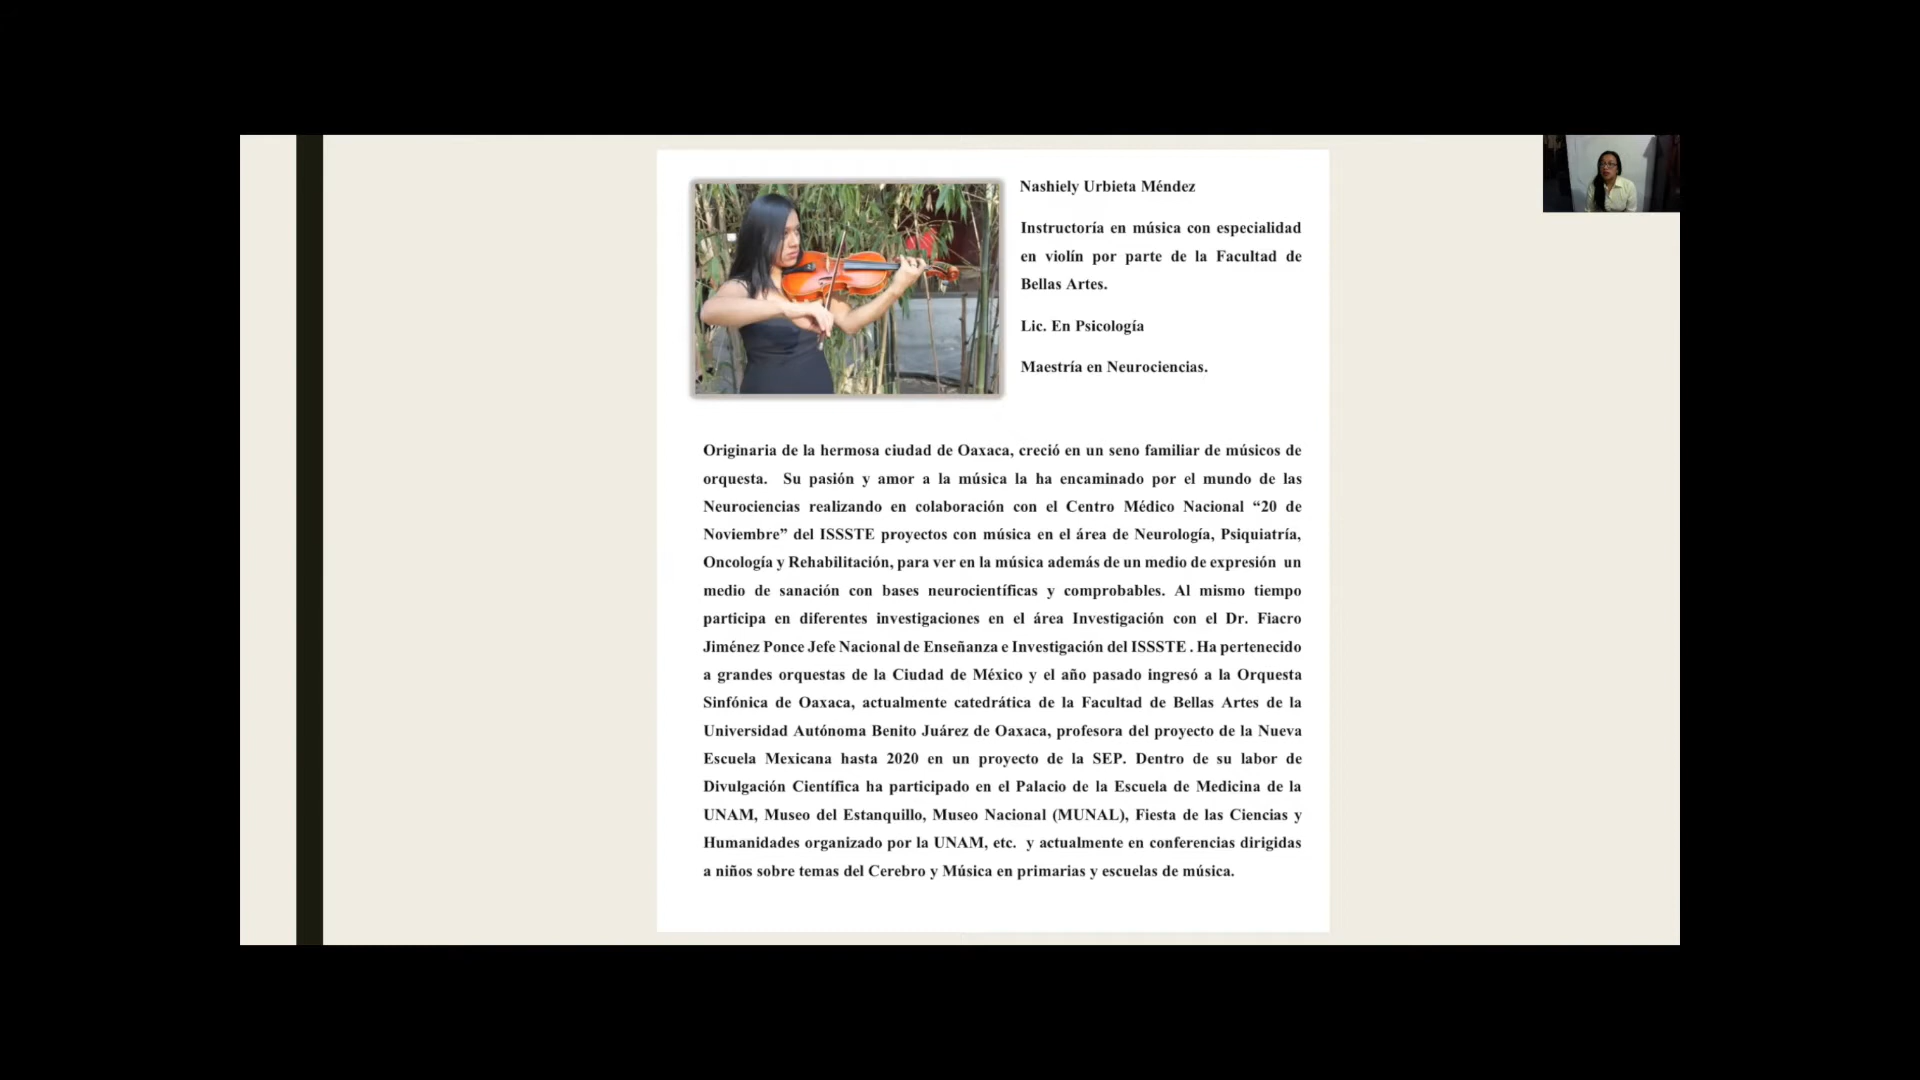 Nashiely Urbieta Méndez
Instructoría en música con especialidad
en violín por parte de la Facultad de
Bellas Artes.
Lic. En Psicología
Maestría en Neurociencias.
Originaria de la hermosa ciudad de Oaxaca, creció en un seno familiar de músicos de
orquesta. Su pasión y amor a la música la ha encaminado por el mundo de las
Neurociencias realizando en colaboración con el Centro Médico Nacional “20 de
Noviembre” del ISSSTE proyectos con música en el área de Neurología, Psiquiatría,
Oncología y Rehabilitación, para ver en la música además de un medio de expresión un
medio de sanación con bases neurocientíficas y comprobables. Al mismo tiempo
participa en diferentes investigaciones en el área Investigación con el Dr. Fiacro
Jiménez Ponce Jefe Nacional de Enseñanza e Investigación del ISSSTE . Ha pertenecido
a grandes orquestas de la Ciudad de México y el año pasado ingresó a la Orquesta
Sinfónica de Oaxaca, actualmente catedrática de la Facultad de Bellas Artes de la
Universidad Autónoma Benito Juárez de Oaxaca, profesora del proyecto de la Nueva
Escuela Mexicana hasta 2020 en un proyecto de la SEP. Dentro de su labor de
Divulgación Científica ha participado en el Palacio de la Escuela de Medicina de la
UNAM, Museo del Estanquillo, Museo Nacional (MUNAL), Fiesta de las Ciencias y
Humanidades organizado por la UNAM, etc. y actualmente en conferencias dirigidas
a niños sobre temas del Cerebro y Música en primarias y escuelas de música.